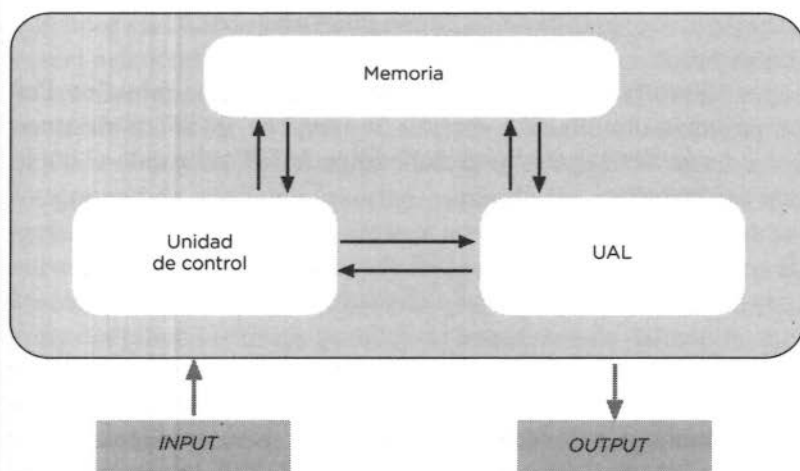 Memoria
Unidad
de control
UAL
INPUT
OUTPUT